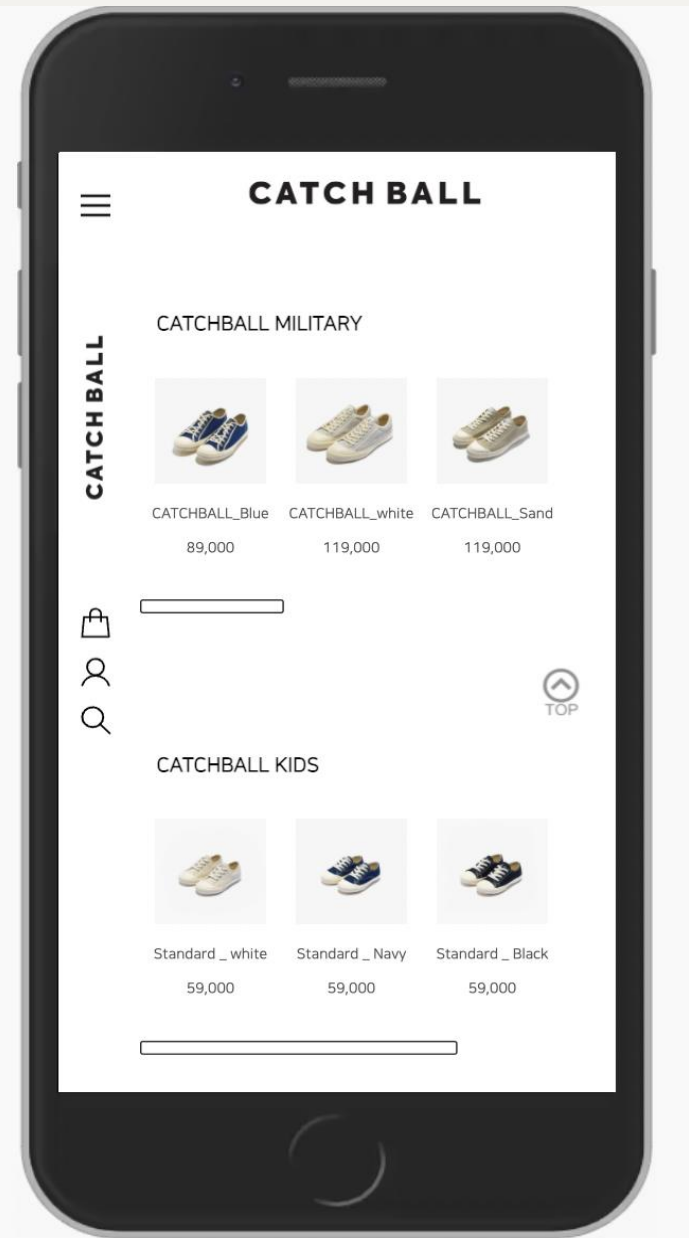 CATCH BALL
CATCHBALL MILITARY
CATCH BALL
CATCHBALL_Blue CATCHBALL_white CATCHBALL_Sand
89,000 119,000 119,000
TOP
CATCHBALL KIDS
Standard _ white Standard _ Navy Standard _ Black
59,000 59,000 59,000